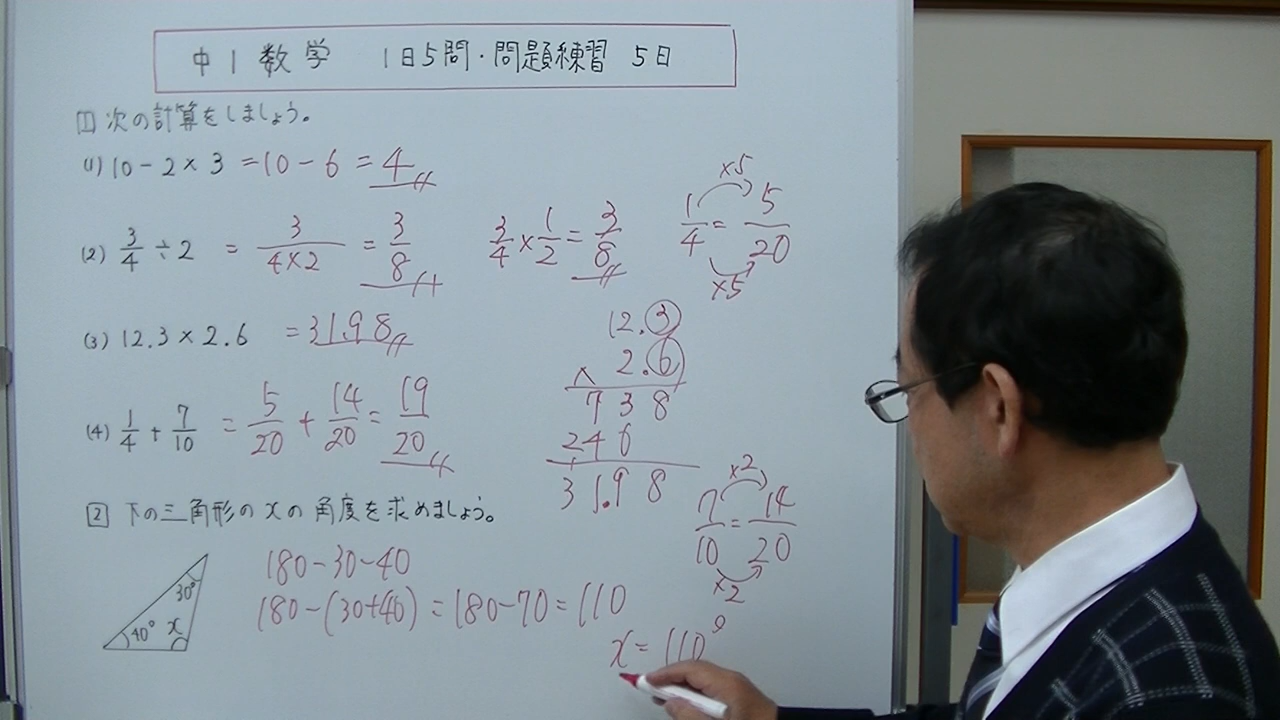 中1数学 1日5問・問題練習 5日
1 次の計算をしましょう。
(1) 10-2×3 =10-6 =4
(2) 3/4 ÷2 = 3/(4×2) = 3/8
3/4 × 1/2 = 3/8
×5
1/4 = 5/20
×5
(3) 12.3×2.6 =31.98
12.3
× 2.6
738
246
31.98
(4) 1/4 + 7/10 = 5/20 + 14/20 = 19/20
×2
7/10 = 14/20
×2
2 下の三角形のxの角度を求めましょう。
30°
40° x
180-30-40
180-(30+40)=180-70=110
x=110°